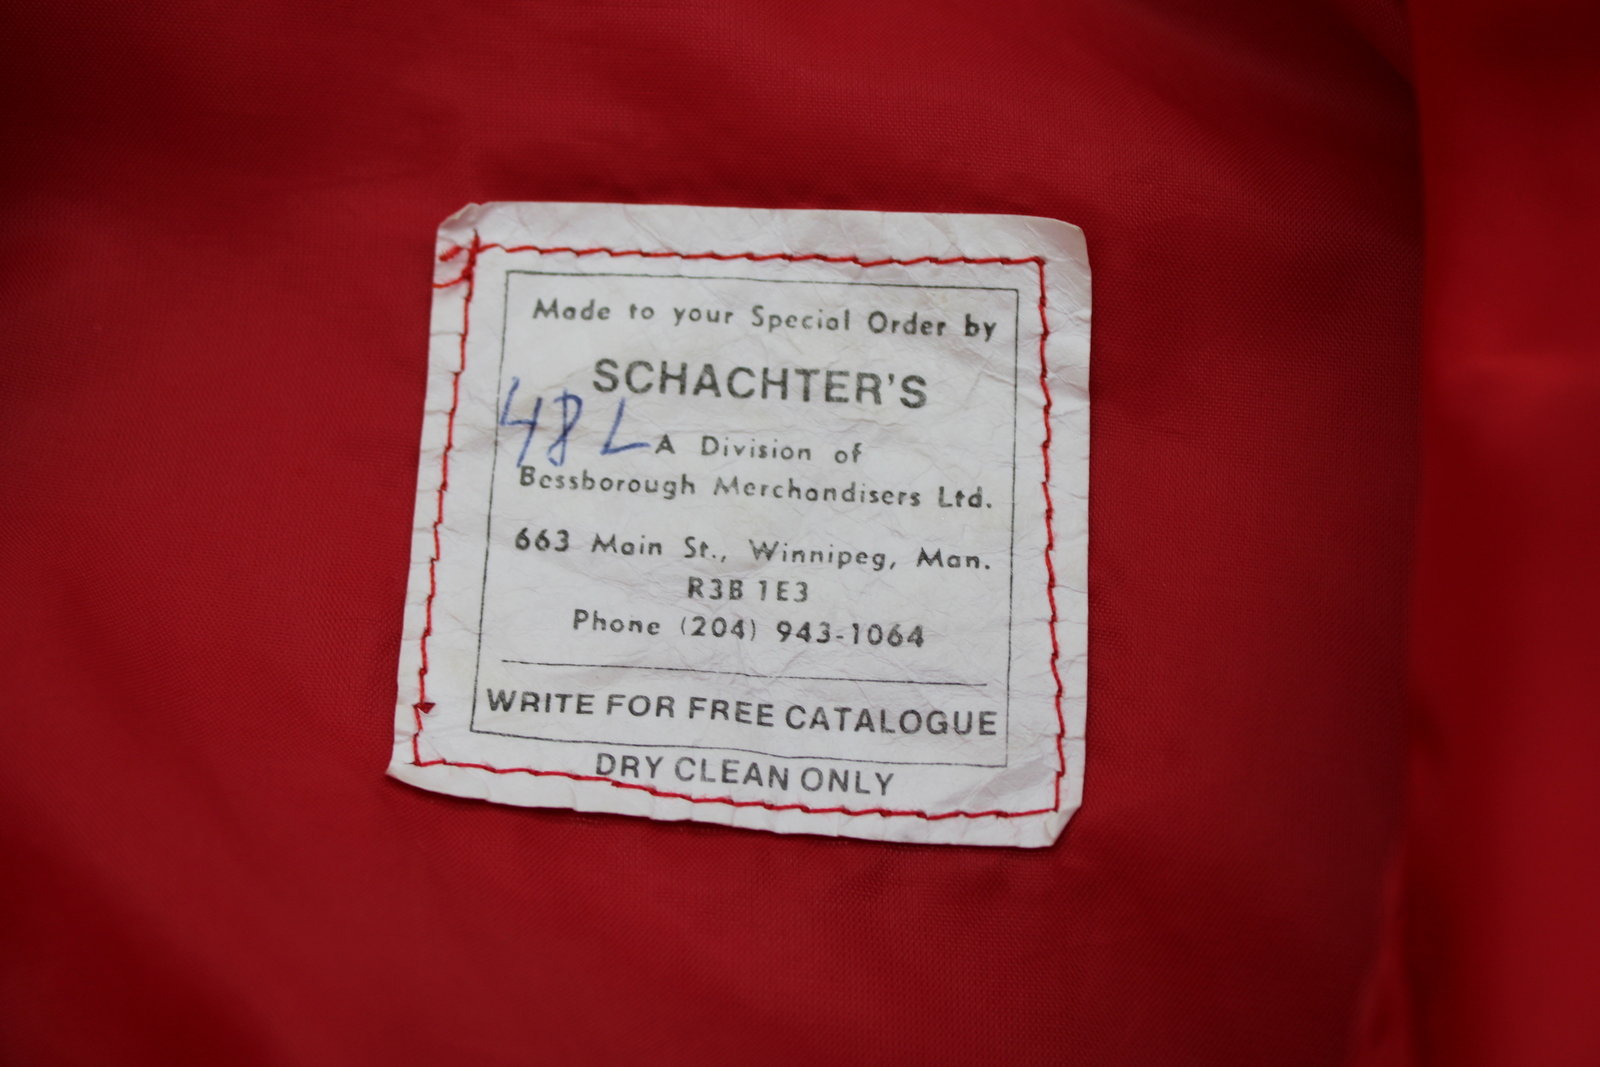 Made to your Special Order by
SCHACHTER'S
48 L
A Division of
Bessborough Merchandisers Ltd.
663 Main St., Winnipeg, Man.
R3B 1E3
Phone (204) 943-1064
WRITE FOR FREE CATALOGUE
DRY CLEAN ONLY